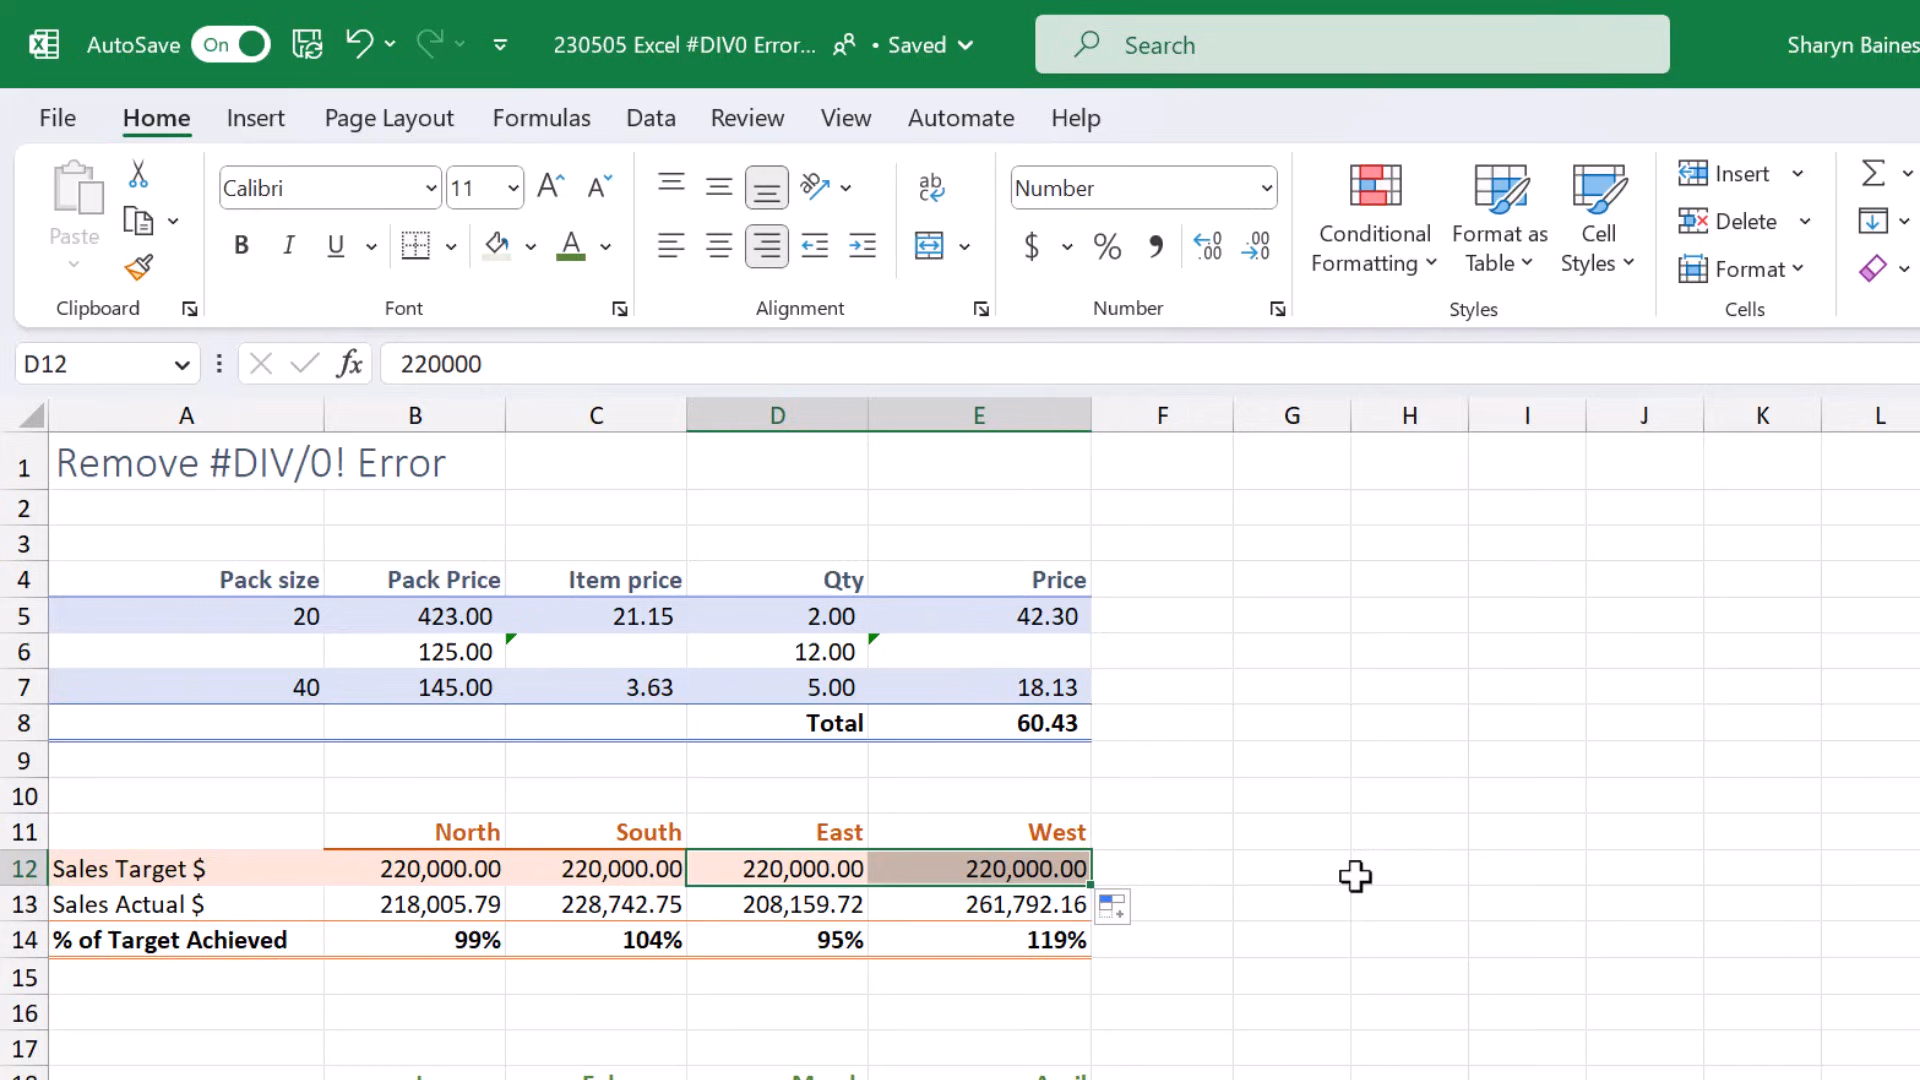 AutoSave On 230505 Excel #DIV0 Error... • Saved Search Sharyn Baines
File Home Insert Page Layout Formulas Data Review View Automate Help
Paste
Calibri 11
B I U A
ab
Number
$ % 9
Conditional Formatting
Format as Table
Cell Styles
Insert
Delete
Format
Clipboard Font Alignment Number Styles Cells
D12 fx 220000
A B C D E F G H I J K L
1 Remove #DIV/0! Error
2
3
4 Pack size Pack Price Item price Qty Price
5 20 423.00 21.15 2.00 42.30
6 125.00 12.00
7 40 145.00 3.63 5.00 18.13
8 Total 60.43
9
10
11 North South East West
12 Sales Target $ 220,000.00 220,000.00 220,000.00 220,000.00
13 Sales Actual $ 218,005.79 228,742.75 208,159.72 261,792.16
14 % of Target Achieved 99% 104% 95% 119%
15
16
17